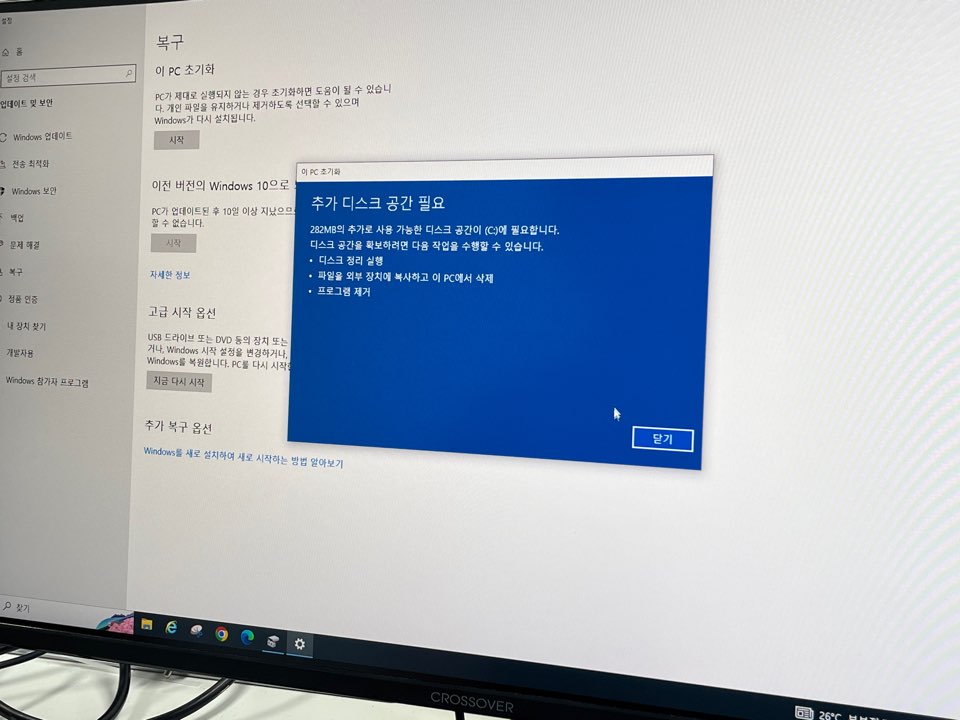 설정
홈
설정 검색
업데이트 및 보안
Windows 업데이트
전송 최적화
Windows 보안
백업
문제 해결
복구
정품 인증
내 장치 찾기
개발자용
Windows 참가자 프로그램
복구
이 PC 초기화
PC가 제대로 실행되지 않는 경우 초기화하면 도움이 될 수 있습니
다. 개인 파일을 유지하거나 제거하도록 선택할 수 있으며
Windows가 다시 설치됩니다.
시작
이전 버전의 Windows 10으로
PC가 업데이트된 후 10일 이상 지났으므로
할 수 없습니다.
시작
자세한 정보
고급 시작 옵션
USB 드라이브 또는 DVD 등의 장치 또는
거나, Windows 시작 설정을 변경하거나,
Windows를 복원합니다. PC를 다시 시작한
지금 다시 시작
추가 복구 옵션
Windows를 새로 설치하여 새로 시작하는 방법 알아보기
이 PC 초기화
추가 디스크 공간 필요
282MB의 추가로 사용 가능한 디스크 공간이 (C:)에 필요합니다.
디스크 공간을 확보하려면 다음 작업을 수행할 수 있습니다.
• 디스크 정리 실행
• 파일을 외부 장치에 복사하고 이 PC에서 삭제
• 프로그램 제거
닫기
찾기
26°C
CROSSOVER